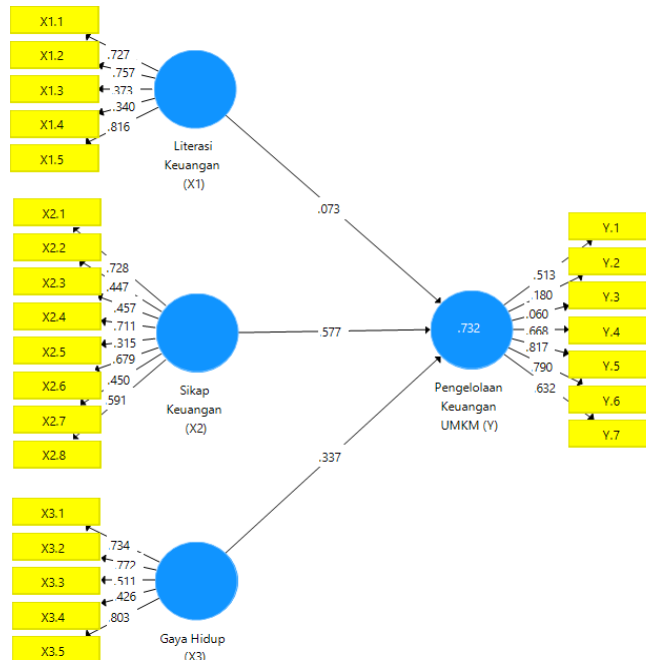 X1.1
X1.2
X1.3
X1.4
X1.5
.727
.757
.373
.340
.816
Literasi
Keuangan
(X1)
.073
X2.1
X2.2
X2.3
X2.4
X2.5
X2.6
X2.7
X2.8
.728
.447
.457
.711
.315
.679
.450
.591
Sikap
Keuangan
(X2)
.577
X3.1
X3.2
X3.3
X3.4
X3.5
.734
.772
.511
.426
.803
Gaya Hidup
(X3)
.337
.732
Pengelolaan
Keuangan
UMKM (Y)
.513
.180
.060
.668
.817
.790
.632
Y.1
Y.2
Y.3
Y.4
Y.5
Y.6
Y.7